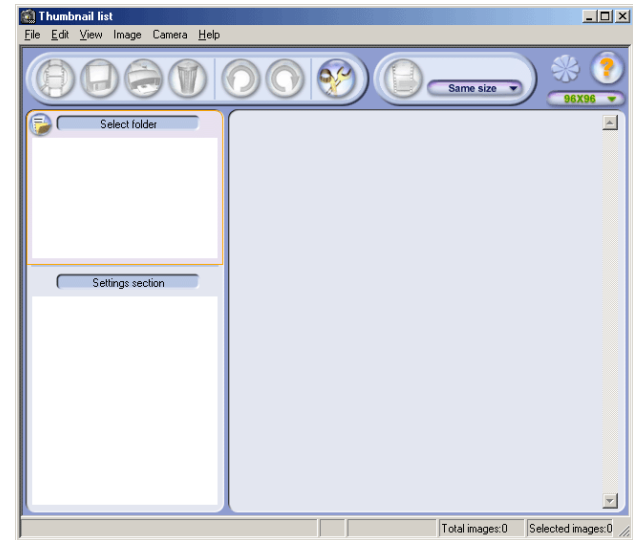 Thumbnail list
File Edit View Image Camera Help
Same size
96X96
Select folder
Settings section
Total images:0 Selected images:0